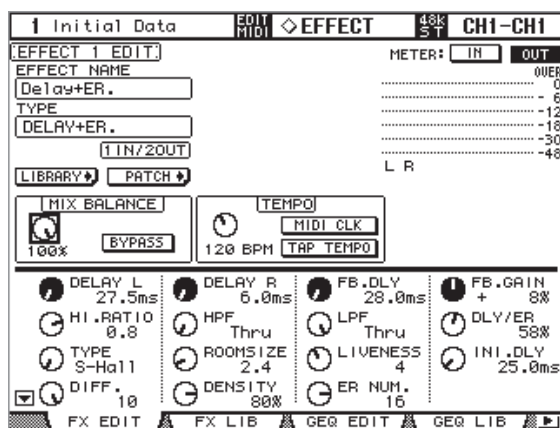 1 Initial Data EDIT MIDI ◇EFFECT 48K ST CH1-CH1
EFFECT 1 EDIT METER: IN OUT
EFFECT NAME
Delay+ER.
TYPE
DELAY+ER.
1IN/2OUT
LIBRARY PATCH
OVER
0
- 6
-12
-18
-30
-48
L R
MIX BALANCE TEMPO
100% BYPASS 120 BPM MIDI CLK
TAP TEMPO
DELAY L DELAY R FB.DLY FB.GAIN
27.5ms 6.0ms 28.0ms + 8%
HI.RATIO HPF LPF DLY/ER
0.8 Thru Thru 58%
TYPE ROOMSIZE LIVENESS INI.DLY
S-Hall 2.4 4 25.0ms
DIFF. DENSITY ER NUM.
10 80% 16
FX EDIT FX LIB GEQ EDIT GEQ LIB